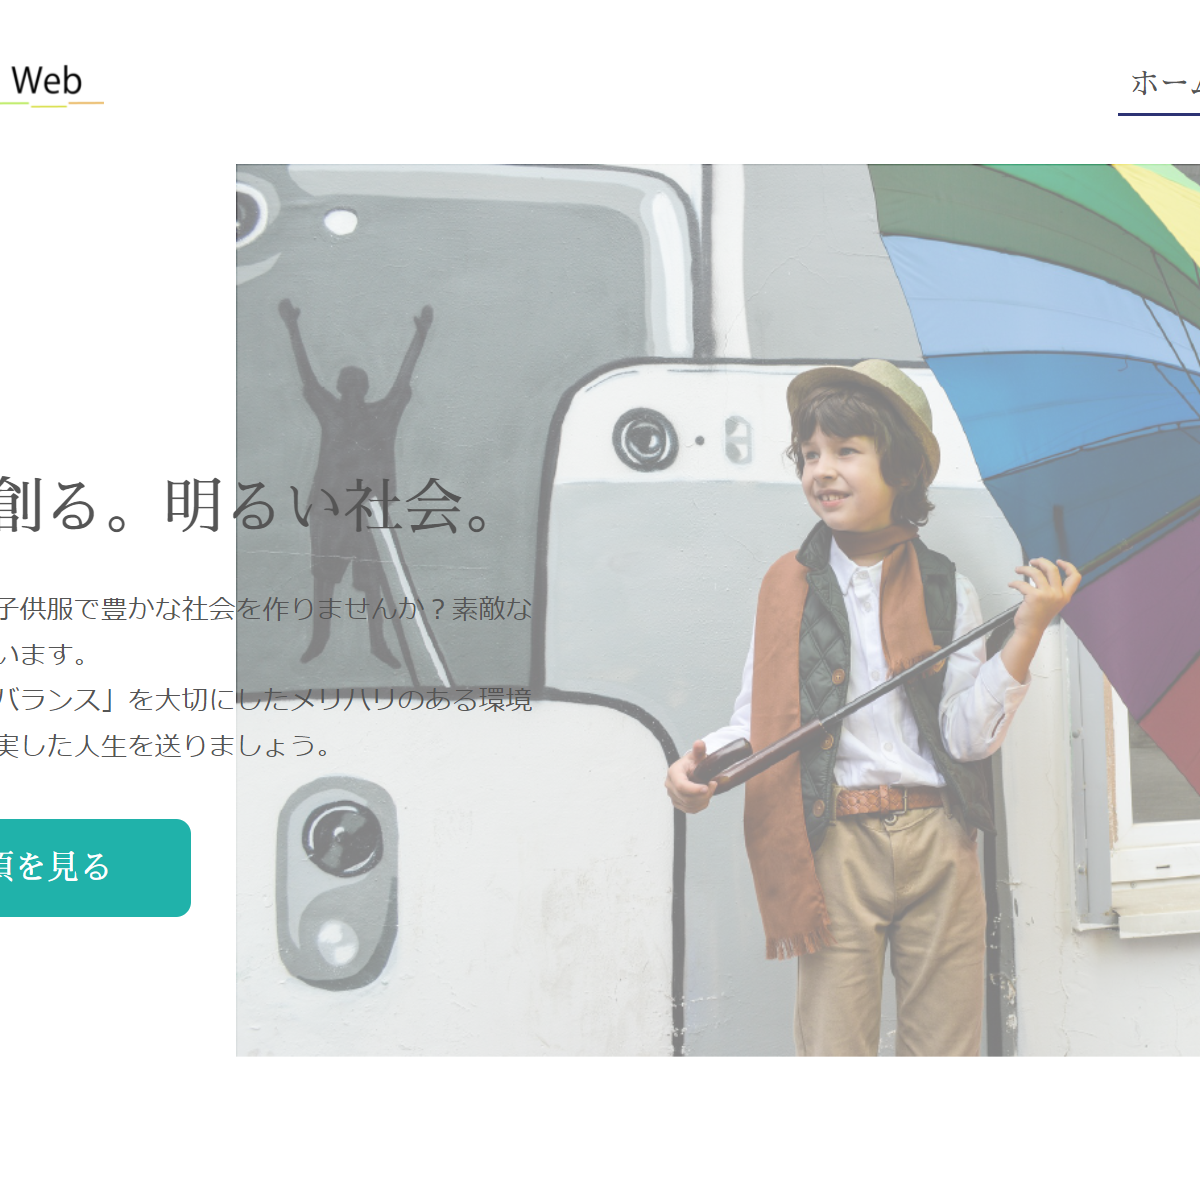 Web
ホーム
創る。明るい社会。
子供服で豊かな社会を作りませんか？素敵な
います。
バランス」を大切にしたメリハリのある環境
実した人生を送りましょう。
項を見る